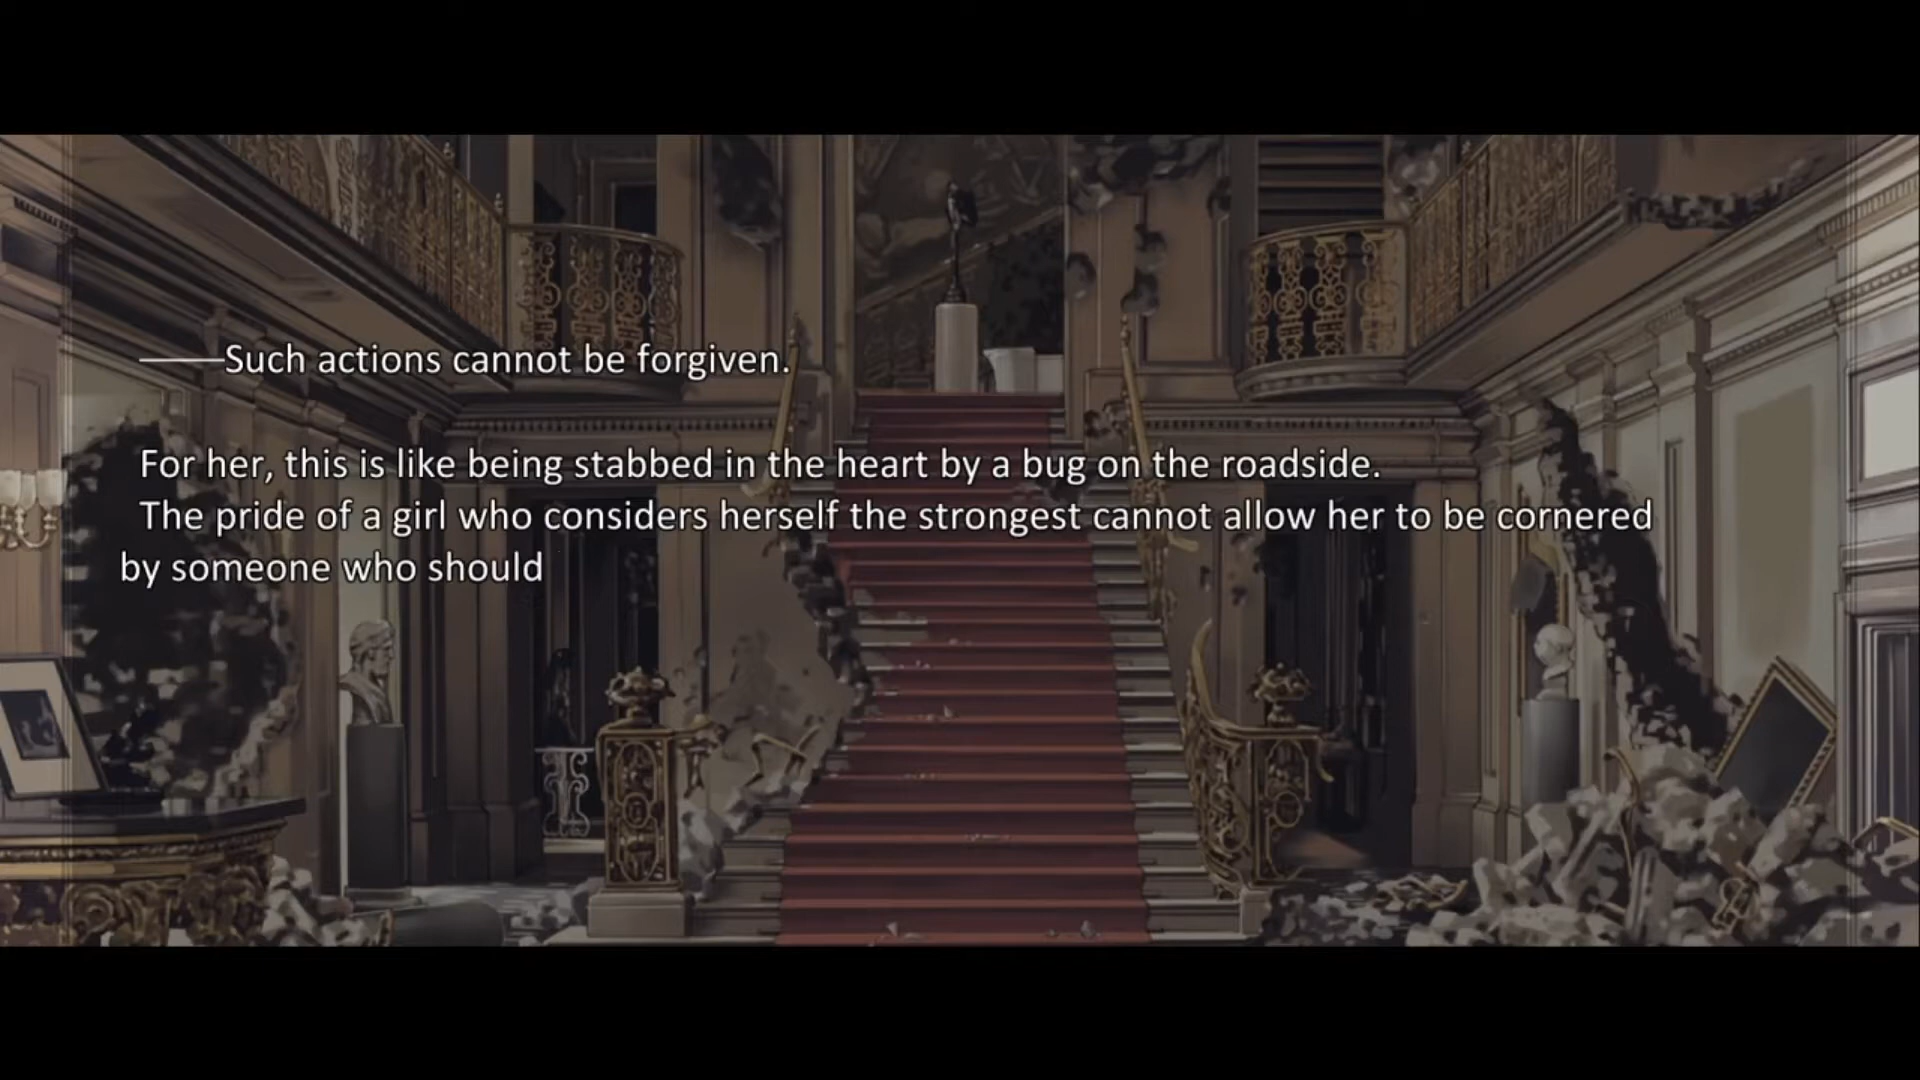 ———Such actions cannot be forgiven.
For her, this is like being stabbed in the heart by a bug on the roadside.
The pride of a girl who considers herself the strongest cannot allow her to be cornered
by someone who should